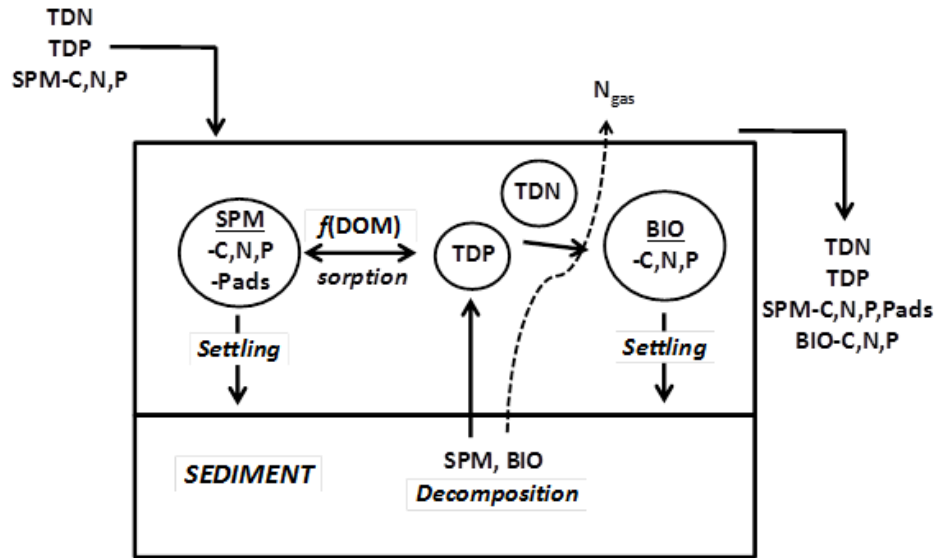 TDN
TDP
SPM-C,N,P
N gas
TDN
SPM
-C,N,P
-Pads
f(DOM)
sorption
TDP
BIO
-C,N,P
Settling
Settling
TDN
TDP
SPM-C,N,P,Pads
BIO-C,N,P
SEDIMENT
SPM, BIO
Decomposition